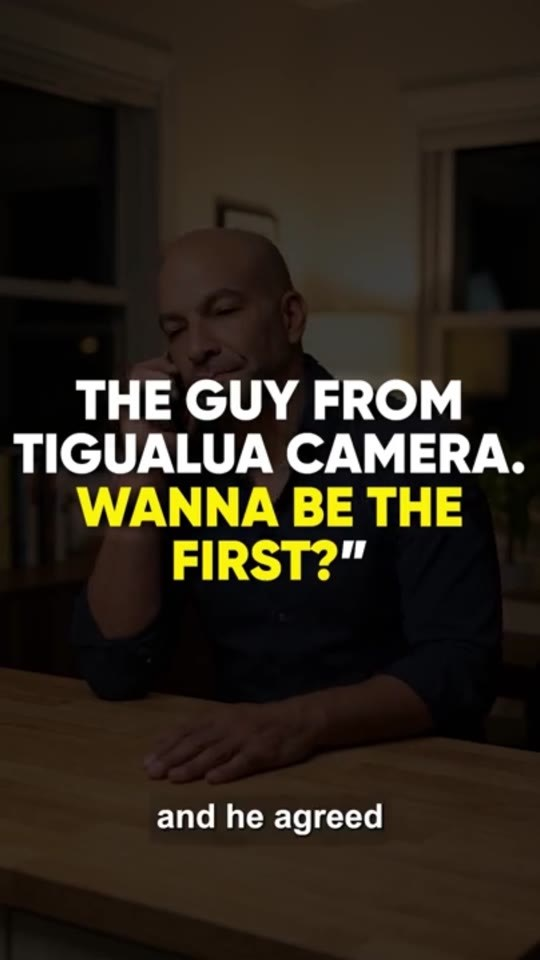 THE GUY FROM
TIGUALUA CAMERA.
WANNA BE THE
FIRST?"
and he agreed